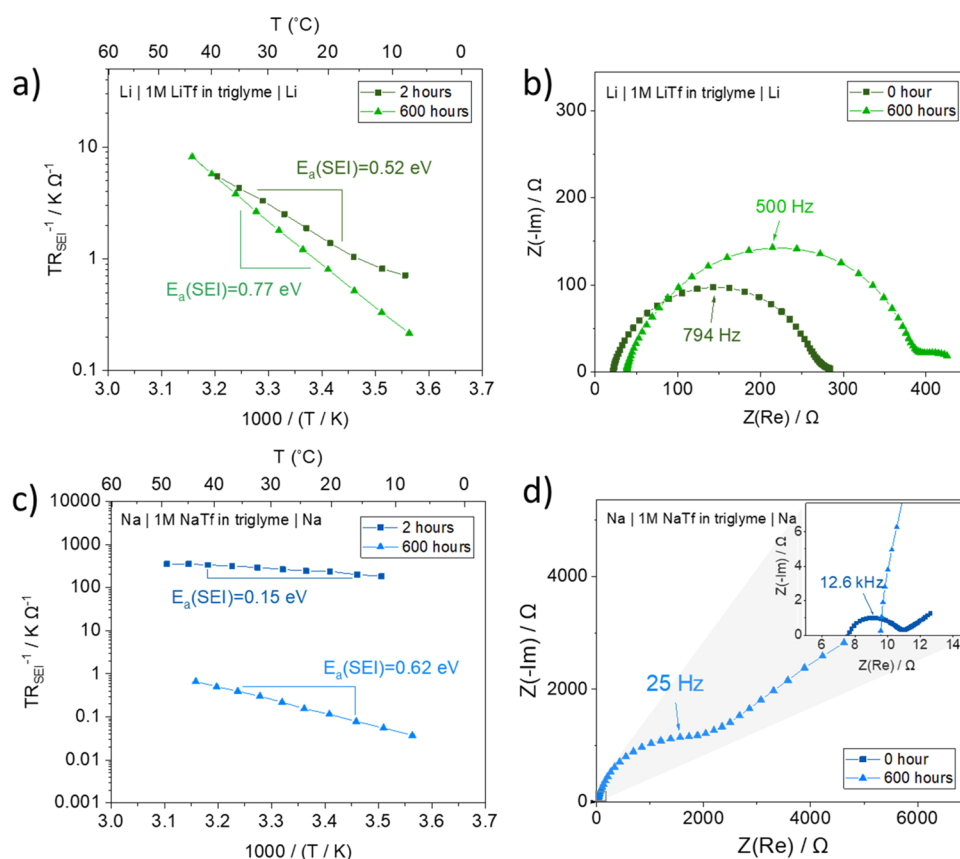 a)
T (°C)
60 50 40 30 20 10 0
Li | 1M LiTf in triglyme | Li
2 hours
600 hours
Eₐ(SEI)=0.52 eV
Eₐ(SEI)=0.77 eV
TR_SEI⁻¹ / K Ω⁻¹
10
1
0.1
3.0 3.1 3.2 3.3 3.4 3.5 3.6 3.7
1000 / (T / K)
b)
Li | 1M LiTf in triglyme | Li
0 hour
600 hours
500 Hz
794 Hz
Z(-Im) / Ω
300
200
100
0
0 100 200 300 400
Z(Re) / Ω
c)
T (°C)
60 50 40 30 20 10 0
Na | 1M NaTf in triglyme | Na
2 hours
600 hours
Eₐ(SEI)=0.15 eV
Eₐ(SEI)=0.62 eV
TR_SEI⁻¹ / K Ω⁻¹
10000
1000
100
10
1
0.1
0.01
0.001
3.0 3.1 3.2 3.3 3.4 3.5 3.6 3.7
1000 / (T / K)
d)
Na | 1M NaTf in triglyme | Na
Z(-Im) / Ω
6
4
2
0
12.6 kHz
6 8 10 12 14
Z(Re) / Ω
25 Hz
0 hour
600 hours
Z(-Im) / Ω
4000
2000
0
0 2000 4000 6000
Z(Re) / Ω